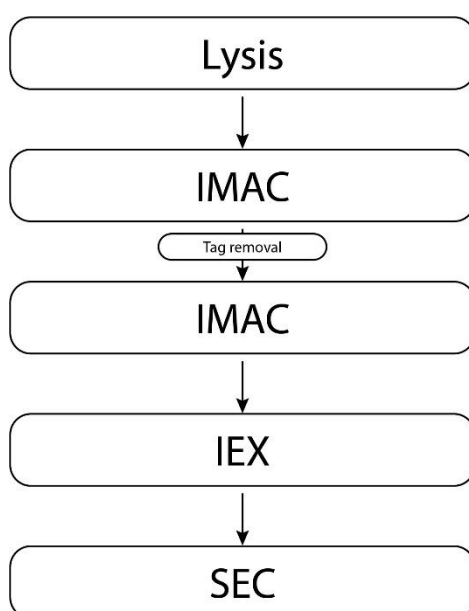 Lysis
IMAC
Tag removal
IMAC
IEX
SEC